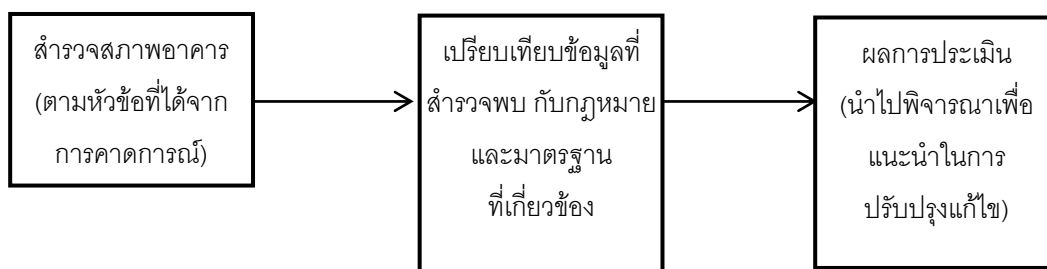 สำรวจสภาพอาคาร
(ตามหัวข้อที่ได้จาก
การคาดการณ์)
เปรียบเทียบข้อมูลที่
สำรวจพบ กับกฎหมาย
และมาตรฐาน
ที่เกี่ยวข้อง
ผลการประเมิน
(นำไปพิจารณาเพื่อ
แนะนำในการ
ปรับปรุงแก้ไข)